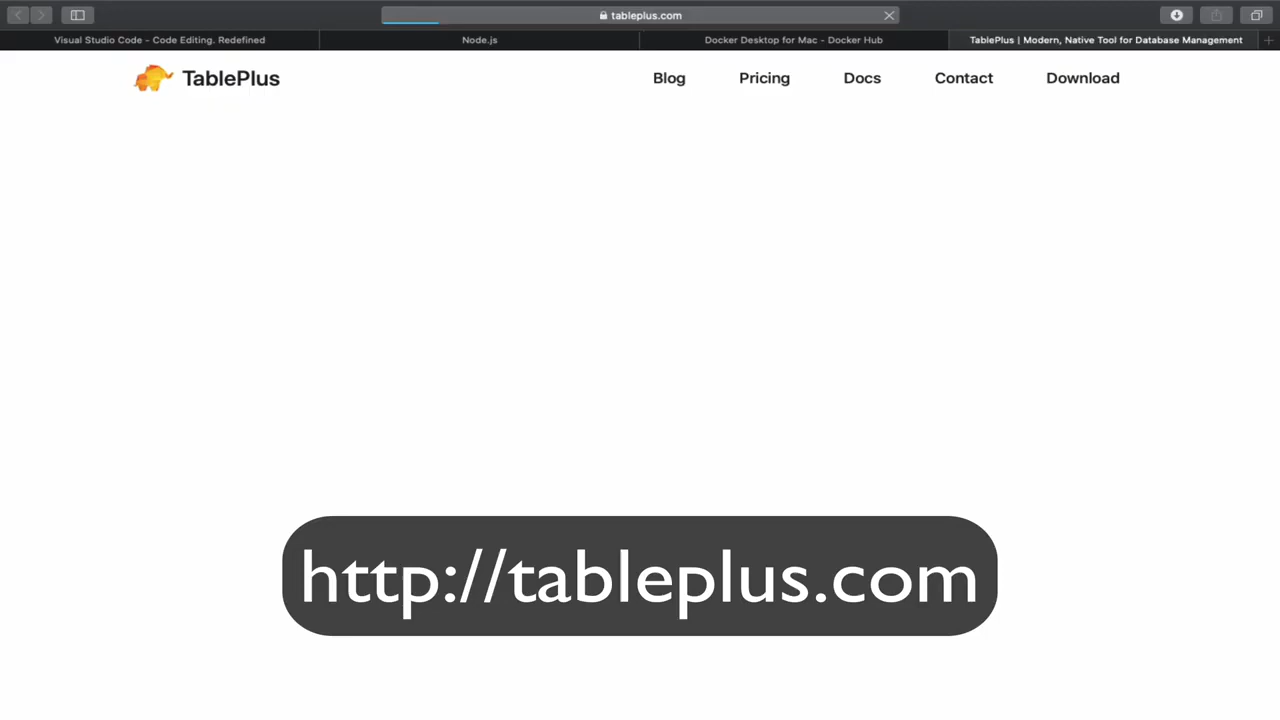 tableplus.com
Visual Studio Code - Code Editing. Redefined
Node.js
Docker Desktop for Mac - Docker Hub
TablePlus | Modern, Native Tool for Database Management
TablePlus
Blog
Pricing
Docs
Contact
Download
http://tableplus.com